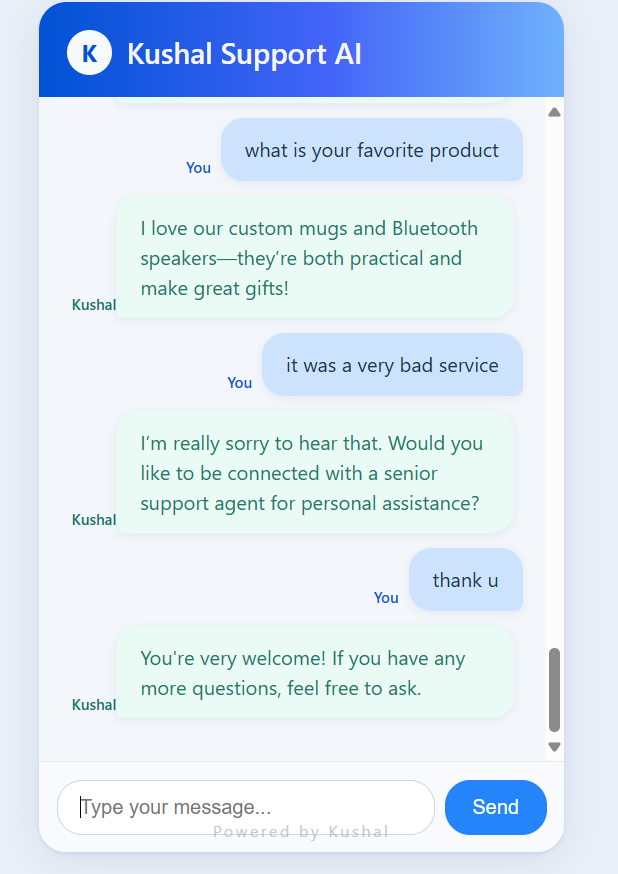 K
Kushal Support AI
what is your favorite product
You
I love our custom mugs and Bluetooth
speakers—they’re both practical and
make great gifts!
Kushal
it was a very bad service
You
I’m really sorry to hear that. Would you
like to be connected with a senior
support agent for personal assistance?
Kushal
thank u
You
You're very welcome! If you have any
more questions, feel free to ask.
Kushal
Type your message...
Send
Powered by Kushal